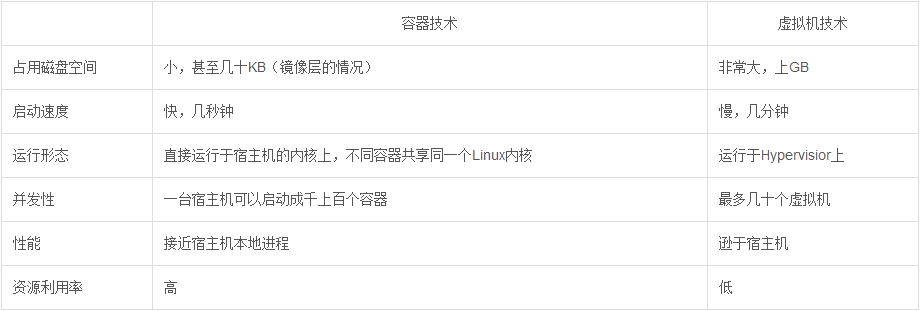 容器技术 虚拟机技术
占用磁盘空间 小，甚至几十KB（镜像层的情况） 非常大，上GB
启动速度 快，几秒钟 慢，几分钟
运行形态 直接运行于宿主机的内核上，不同容器共享同一个Linux内核 运行于Hypervisior上
并发性 一台宿主机可以启动成千上百个容器 最多几十个虚拟机
性能 接近宿主机本地进程 逊于宿主机
资源利用率 高 低